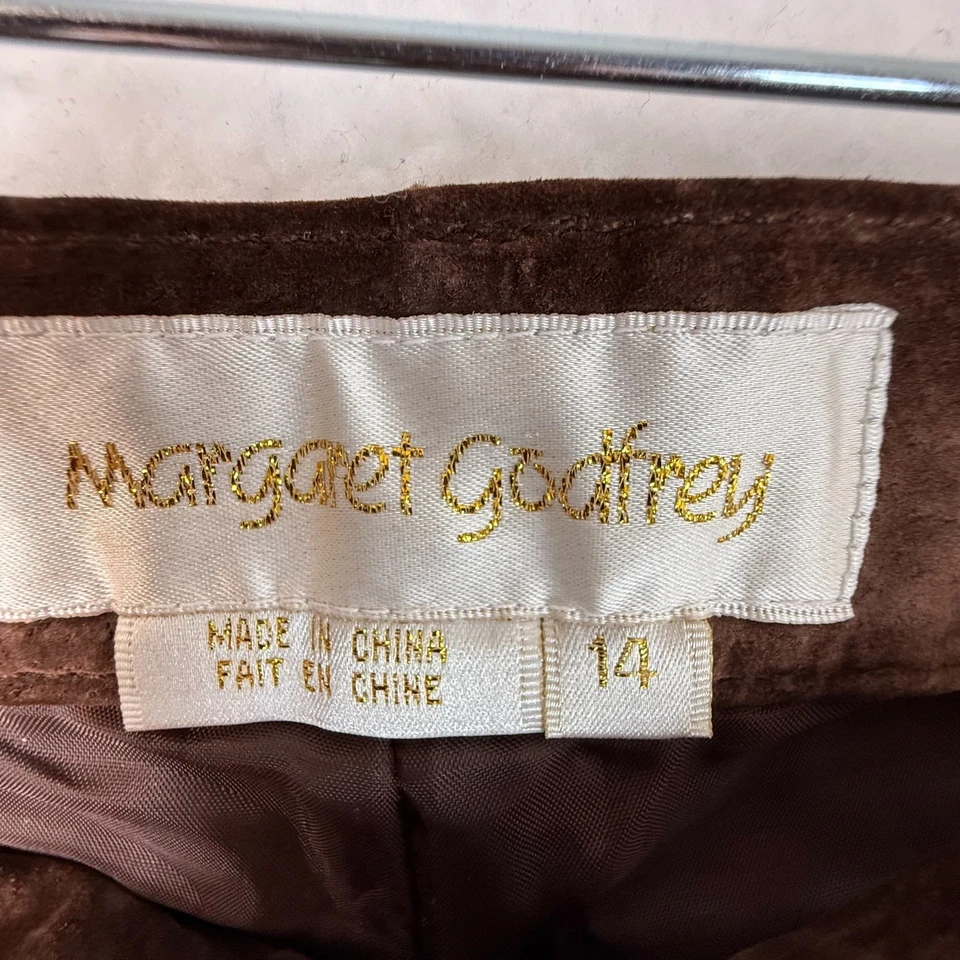 Margaret Godfrey
MADE IN CHINA
FAIT EN CHINE
14